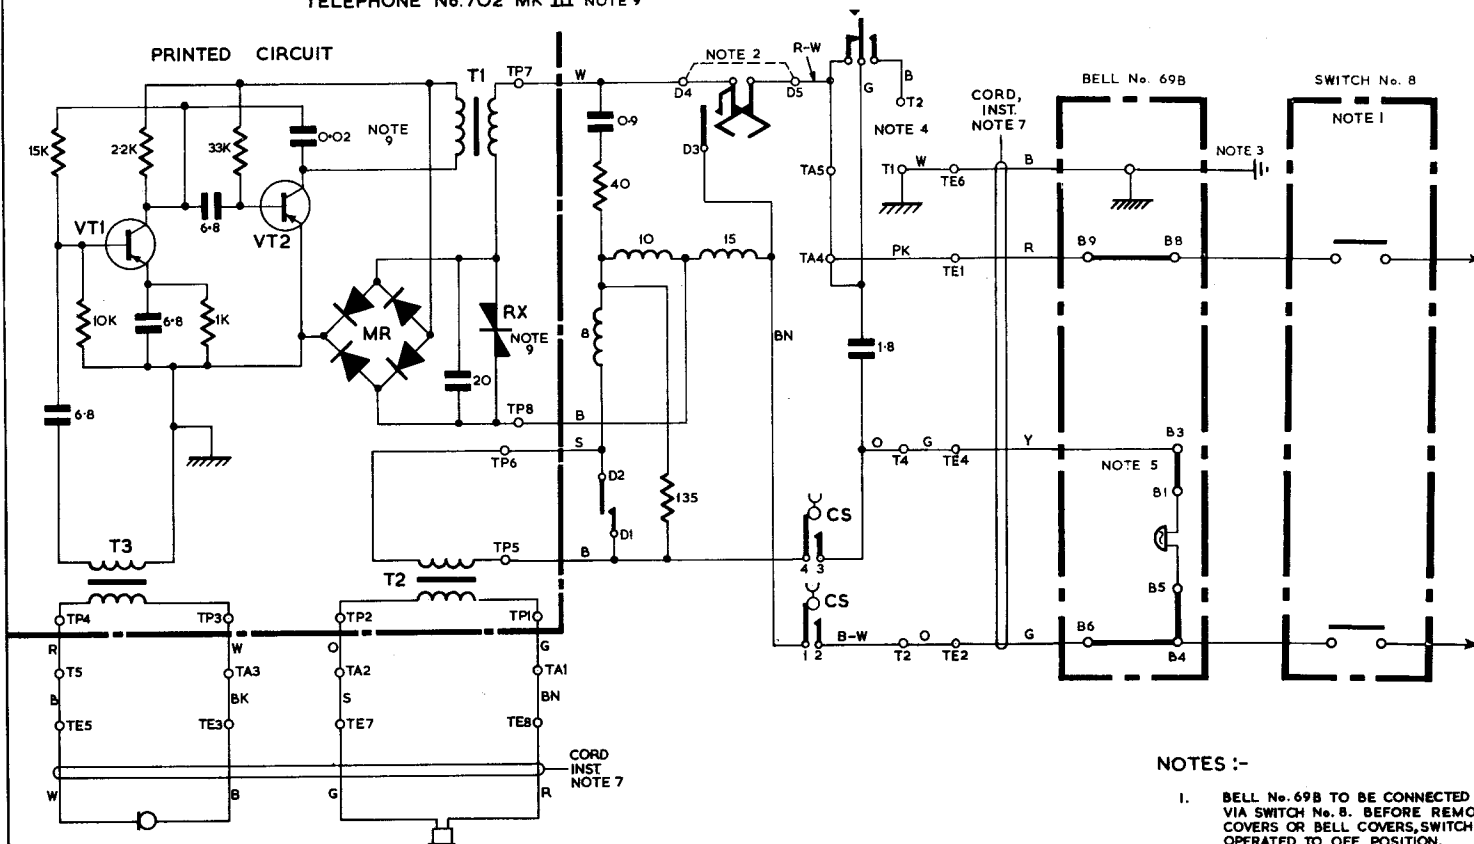 TELEPHONE No. 702 MK III NOTE 9
PRINTED CIRCUIT
T1
TP7
W
NOTE 2
R-W
D4
D5
G
B
T2
BELL No. 69B
SWITCH No. 8
CORD,
INST.
NOTE 7
NOTE 1
15K
2·2K
33K
0·02
NOTE
9
0·9
D3
NOTE 4
40
TA5
T1
W
TE6
B
NOTE 3
VT1
6·8
VT2
10
15
TA4
PK
TE1
R
B9
B8
10K
6·8
1K
MR
RX
NOTE
9
8
BN
1·8
20
6·8
TP8
B
S
TP6
D2
135
O
T4
G
TE4
Y
B3
NOTE 5
B1
D1
CS
T3
TP5
B
4 3
T2
B5
CS
TP4
TP3
TP2
TP1
1 2
B-W
T2
O
TE2
G
B6
B4
R
W
O
G
T5
TA3
TA2
TA1
B
BK
S
BN
TE5
TE3
TE7
TE8
CORD
INST.
NOTE 7
W
B
G
R
NOTES :-
1. BELL No. 69B TO BE CONNECTED
VIA SWITCH No. 8. BEFORE REMO
COVERS OR BELL COVERS, SWITCH
OPERATED TO OFF POSITION.